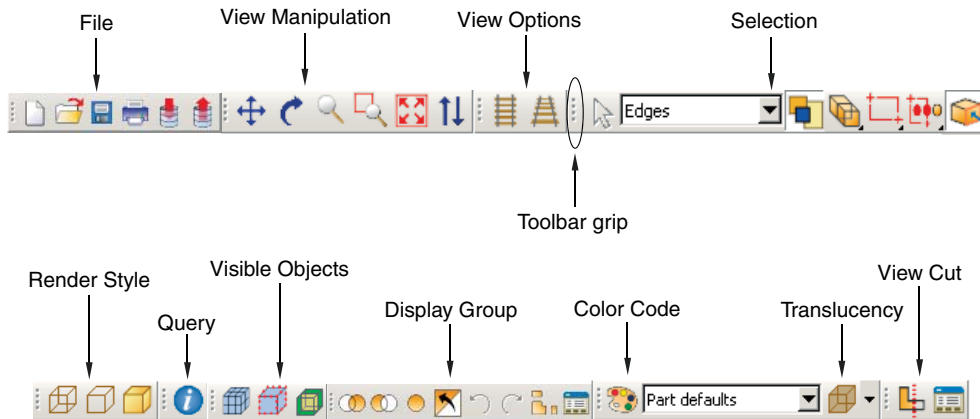 File
View Manipulation
View Options
Selection
Edges
Toolbar grip
Render Style
Query
Visible Objects
Display Group
Color Code
Translucency
View Cut
Part defaults